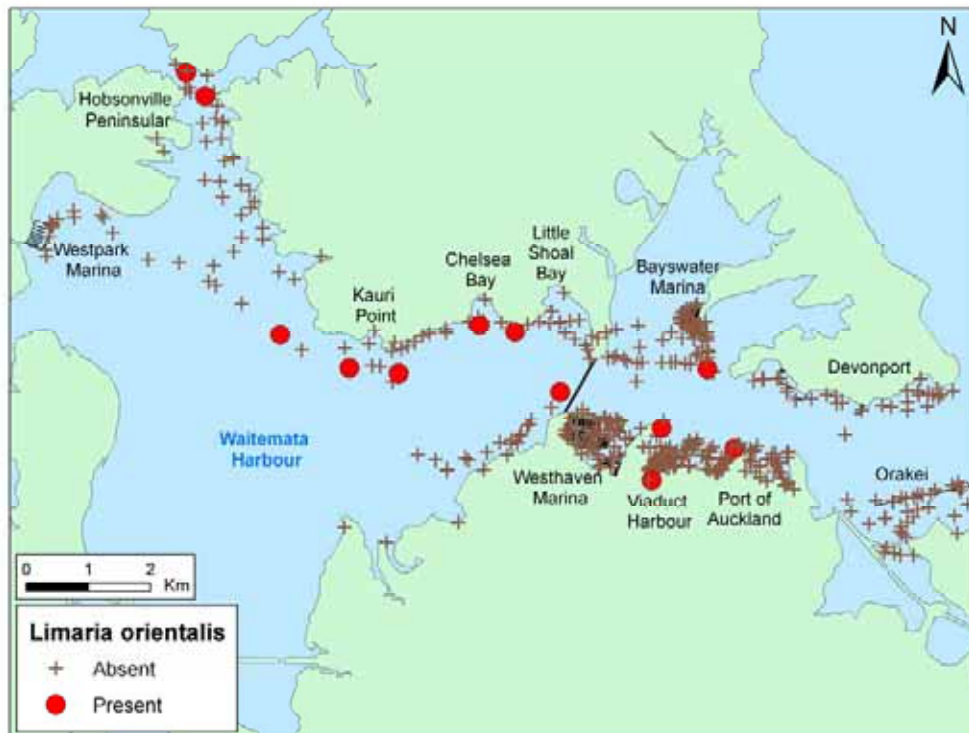 N
Hobsonville
Peninsular
Westpark
Marina
Kauri
Point
Chelsea
Bay
Little
Shoal
Bay
Bayswater
Marina
Devonport
Waitemata
Harbour
Westhaven
Marina
Viaduct
Harbour
Port of
Auckland
Orakei
0 1 2
Km
Limaria orientalis
Absent
Present